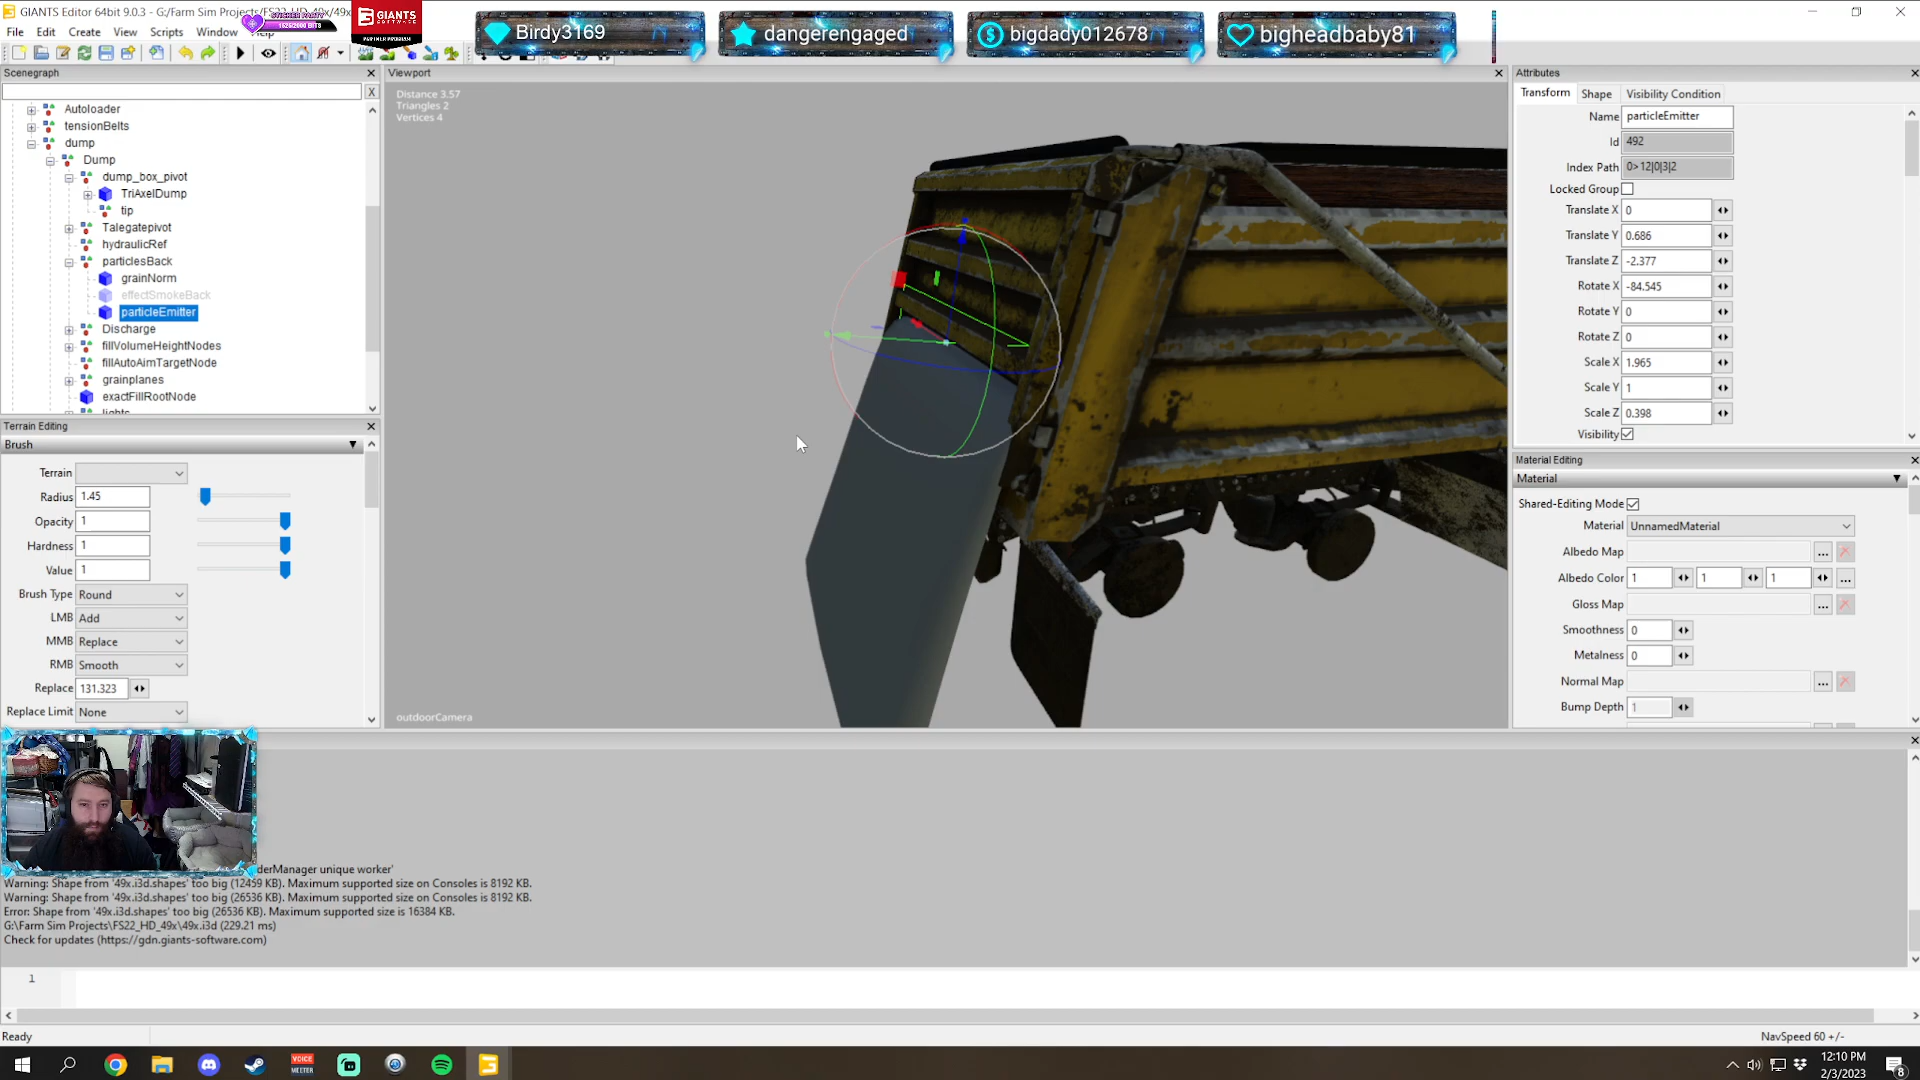 GIANTS Editor 64bit 9.0.3 - G:/Farm Sim Projects/FS22_HD_49x/49x
STICKER PARTY
GIANTS
SOFTWARE
PARTNER PROGRAM
Birdy3169
dangerengaged
bigdady012678
bigheadbaby81
File Edit Create View Scripts Window
Scenegraph
X
Autoloader
tensionBelts
dump
Dump
dump_box_pivot
TriAxelDump
tip
Talegatepivot
hydraulicRef
particlesBack
grainNorm
effectSmokeBack
particleEmitter
Discharge
fillVolumeHeightNodes
fillAutoAimTargetNode
grainplanes
exactFillRootNode
lights
Terrain Editing
Brush
Terrain
Radius 1.45
Opacity 1
Hardness 1
Value 1
Brush Type Round
LMB Add
MMB Replace
RMB Smooth
Replace 131.323
Replace Limit None
Viewport
Distance 3.57
Triangles 2
Vertices 4
outdoorCamera
Attributes
Transform Shape Visibility Condition
Name particleEmitter
Id 492
Index Path 0>12|0|3|2
Locked Group
Translate X 0
Translate Y 0.686
Translate Z -2.377
Rotate X -84.545
Rotate Y 0
Rotate Z 0
Scale X 1.965
Scale Y 1
Scale Z 0.398
Visibility
Material Editing
Material
Shared-Editing Mode
Material UnnamedMaterial
Albedo Map ...
Albedo Color 1 1 1 ...
Gloss Map ...
Smoothness 0
Metalness 0
Normal Map ...
Bump Depth 1
derManager unique worker'
Warning: Shape from '49x.i3d.shapes' too big (12459 KB). Maximum supported size on Consoles is 8192 KB.
Warning: Shape from '49x.i3d.shapes' too big (26536 KB). Maximum supported size on Consoles is 8192 KB.
Error: Shape from '49x.i3d.shapes' too big (26536 KB). Maximum supported size is 16384 KB.
G:\Farm Sim Projects\FS22_HD_49x\49x.i3d (229.21 ms)
Check for updates (https://gdn.giants-software.com)
1
Ready
NavSpeed 60 +/-
VOICE
MEETER
12:10 PM
2/3/2023
8